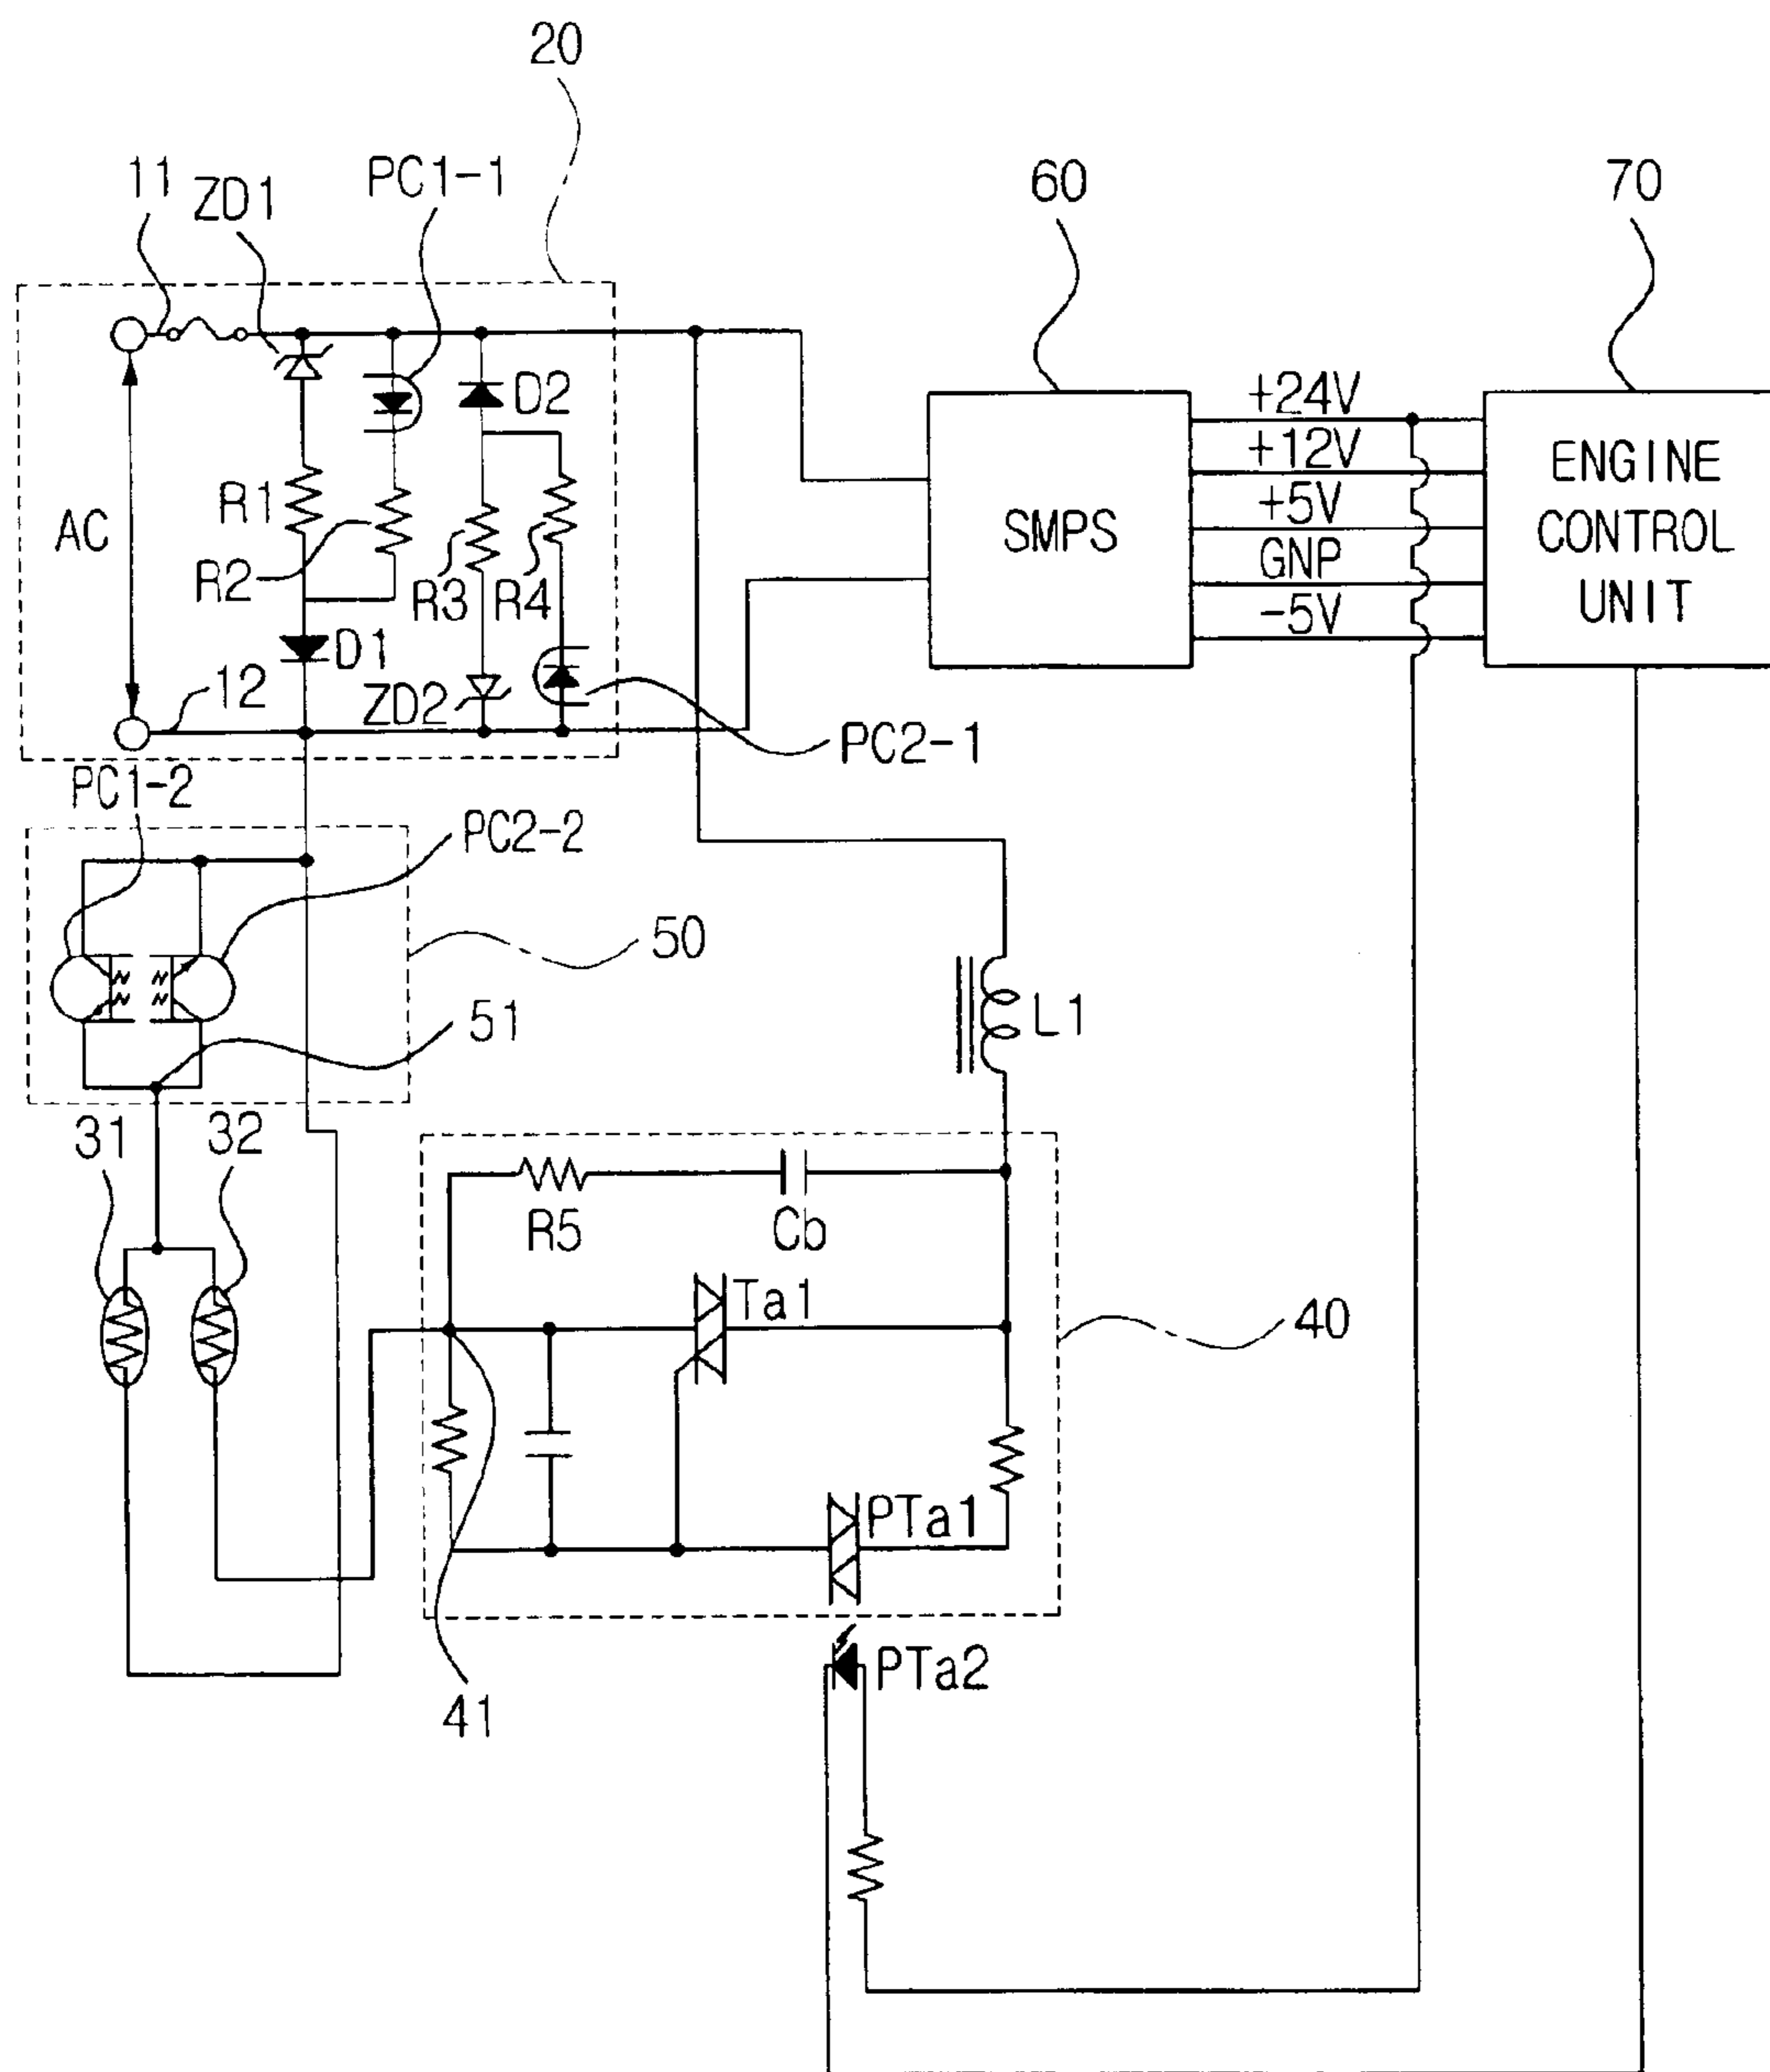 20
11
ZD1
PC1-1
60
70
D2
+24V
+12V
+5V
GNP
-5V
AC
R1
R2
R3
R4
SMPS
ENGINE
CONTROL
UNIT
D1
12
ZD2
PC2-1
PC1-2
PC2-2
50
51
L1
31
32
R5
Cb
Ta1
40
PTa1
PTa2
41